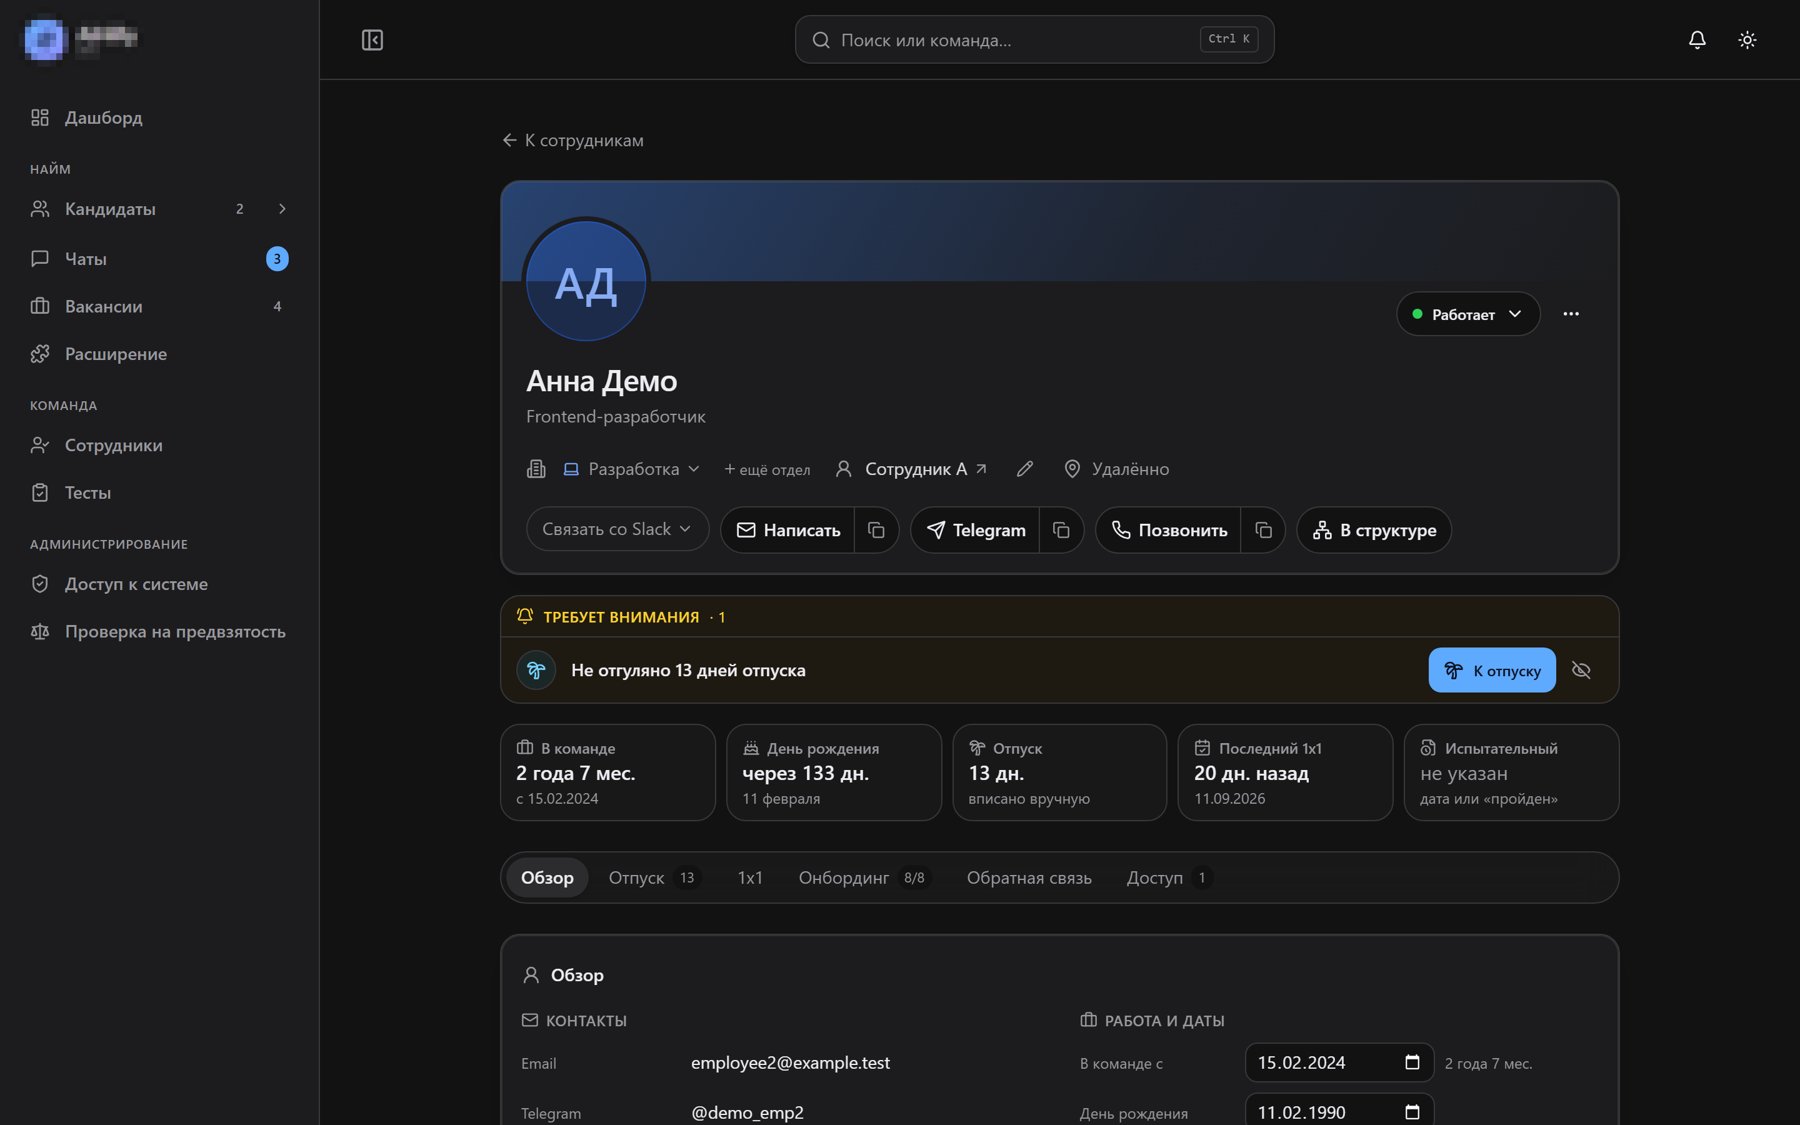 Поиск или команда...
Ctrl K
Дашборд
НАЙМ
Кандидаты 2
Чаты 3
Вакансии 4
Расширение
КОМАНДА
Сотрудники
Тесты
АДМИНИСТРИРОВАНИЕ
Доступ к системе
Проверка на предвзятость
← К сотрудникам
АД
Работает
Анна Демо
Frontend-разработчик
Разработка + ещё отдел Сотрудник А Удалённо
Связать со Slack Написать Telegram Позвонить В структуре
ТРЕБУЕТ ВНИМАНИЯ · 1
Не отгуляно 13 дней отпуска
К отпуску
В команде
2 года 7 мес.
с 15.02.2024
День рождения
через 133 дн.
11 февраля
Отпуск
13 дн.
вписано вручную
Последний 1х1
20 дн. назад
11.09.2026
Испытательный
не указан
дата или «пройден»
Обзор Отпуск 13 1х1 Онбординг 8/8 Обратная связь Доступ 1
Обзор
КОНТАКТЫ
Email employee2@example.test
Telegram @demo_emp2
РАБОТА И ДАТЫ
В команде с 15.02.2024 2 года 7 мес.
День рождения 11.02.1990